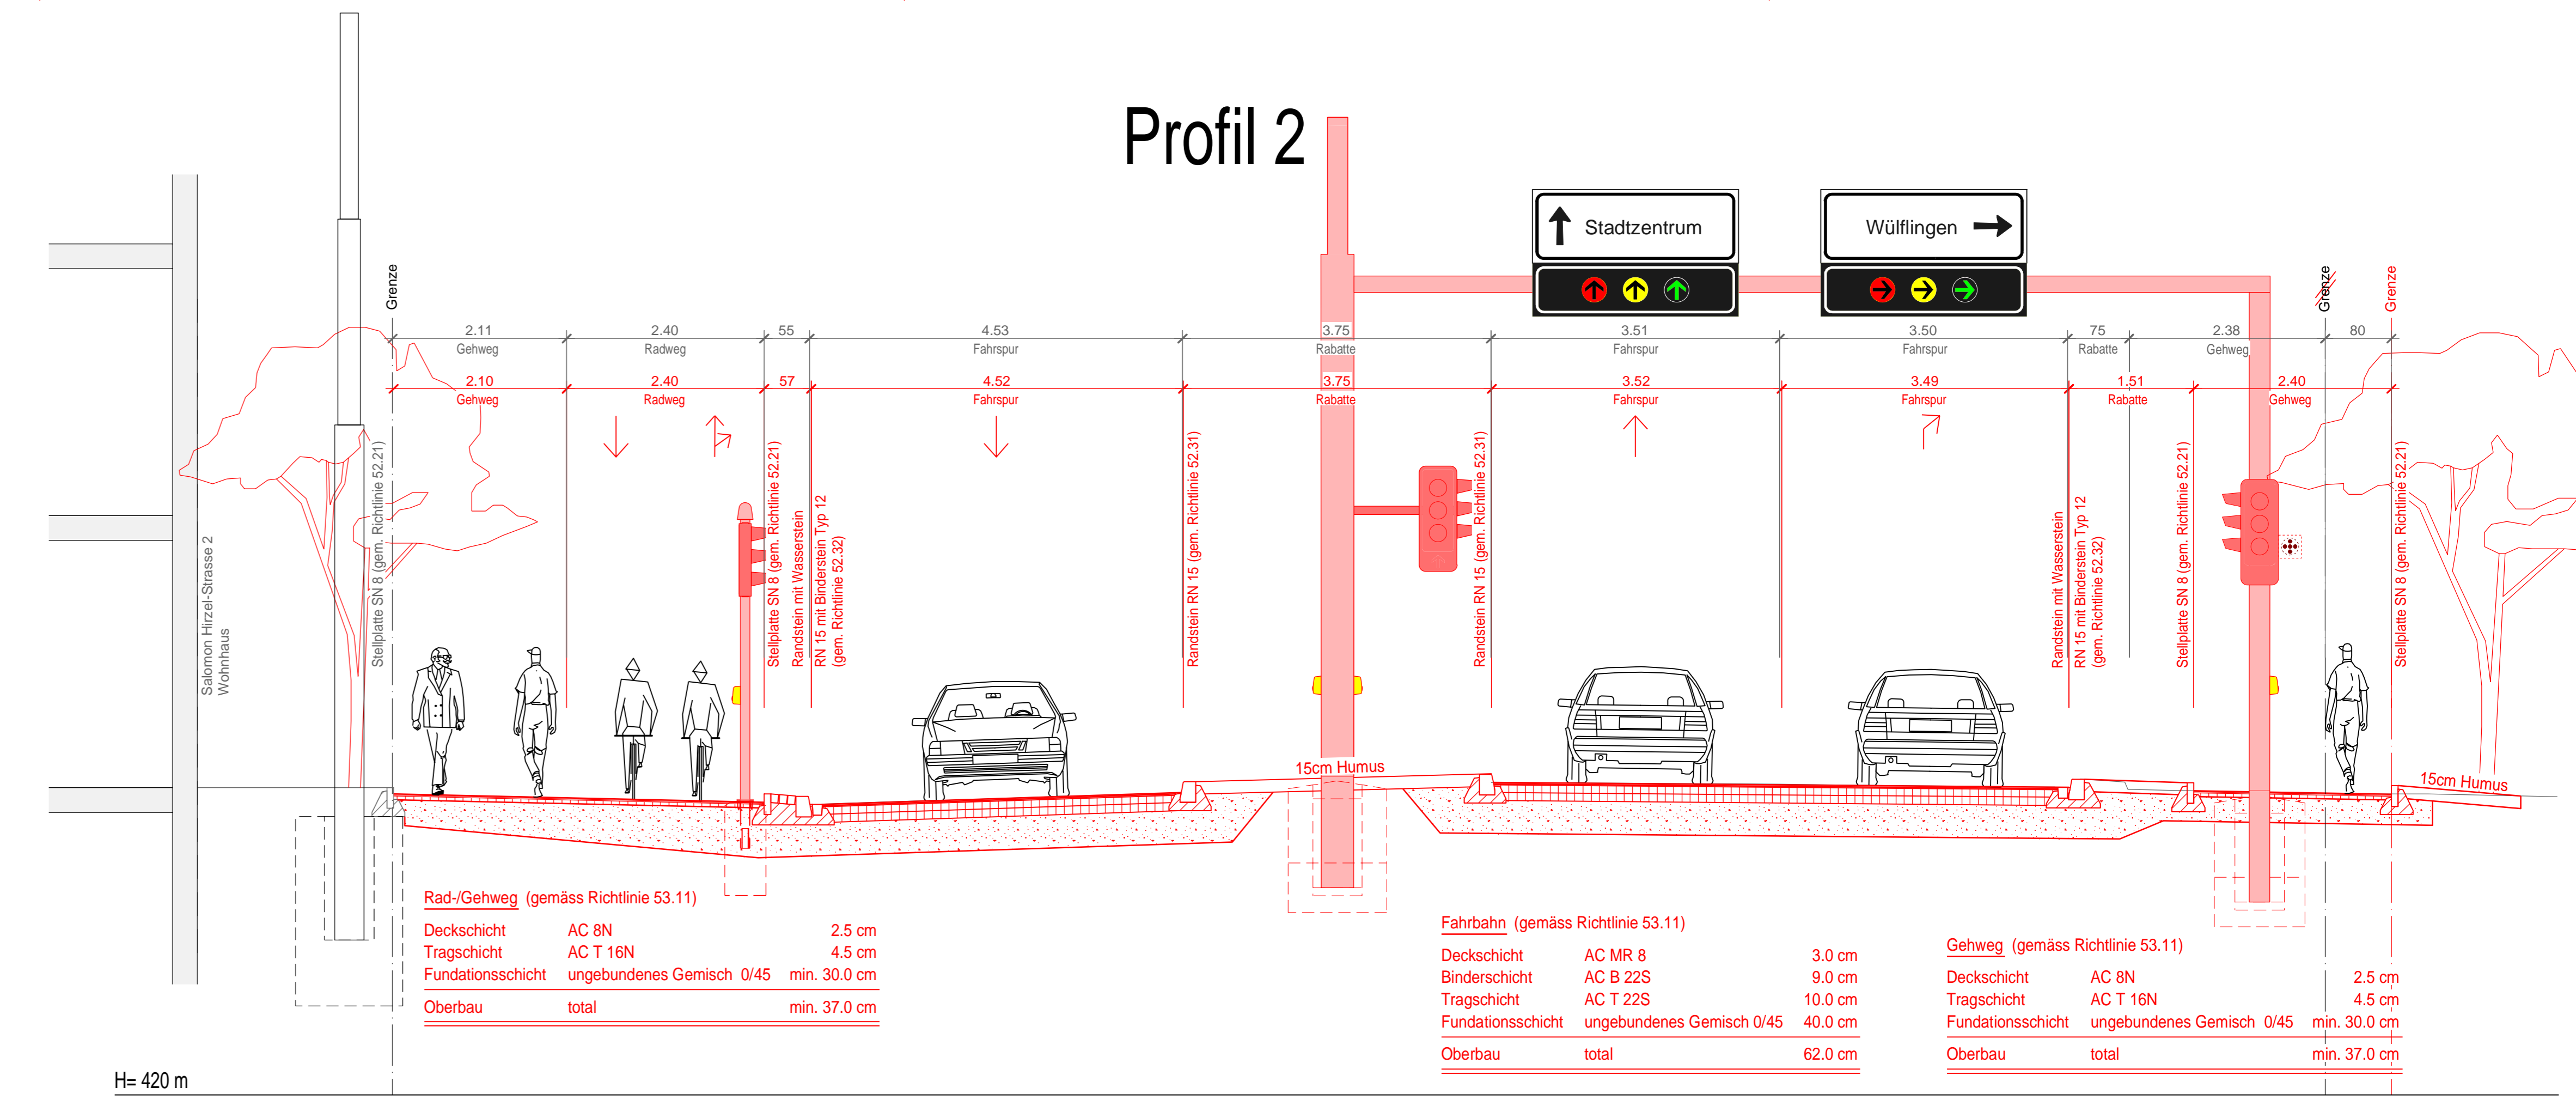 Profil 2
Stadtzentrum
Wülflingen
Grenze
Grenze
Grenze
2.11
2.40
55
4.53
3.75
3.51
3.50
75
2.38
80
Gehweg
Radweg
Fahrspur
Rabatte
Fahrspur
Fahrspur
Rabatte
Gehweg
2.10
2.40
57
4.52
3.75
3.52
3.49
1.51
2.40
Gehweg
Radweg
Fahrspur
Rabatte
Fahrspur
Fahrspur
Rabatte
Gehweg
Salomon Hirzel-Strasse 2
Wohnhaus
Stellplatte SN 8 (gem. Richtlinie 52.21)
Stellplatte SN 8 (gem. Richtlinie 52.21)
Randstein mit Wasserstein
RN 15 mit Binderstein Typ 12
(gem. Richtlinie 52.32)
Randstein RN 15 (gem. Richtlinie 52.31)
Randstein RN 15 (gem. Richtlinie 52.31)
Randstein mit Wasserstein
RN 15 mit Binderstein Typ 12
(gem. Richtlinie 52.32)
Stellplatte SN 8 (gem. Richtlinie 52.21)
Stellplatte SN 8 (gem. Richtlinie 52.21)
15cm Humus
15cm Humus
Rad-/Gehweg (gemäss Richtlinie 53.11)
Deckschicht AC 8N 2.5 cm
Tragschicht AC T 16N 4.5 cm
Fundationsschicht ungebundenes Gemisch 0/45 min. 30.0 cm
Oberbau total min. 37.0 cm
Fahrbahn (gemäss Richtlinie 53.11)
Deckschicht AC MR 8 3.0 cm
Binderschicht AC B 22S 9.0 cm
Tragschicht AC T 22S 10.0 cm
Fundationsschicht ungebundenes Gemisch 0/45 40.0 cm
Oberbau total 62.0 cm
Gehweg (gemäss Richtlinie 53.11)
Deckschicht AC 8N 2.5 cm
Tragschicht AC T 16N 4.5 cm
Fundationsschicht ungebundenes Gemisch 0/45 min. 30.0 cm
Oberbau total min. 37.0 cm
H= 420 m